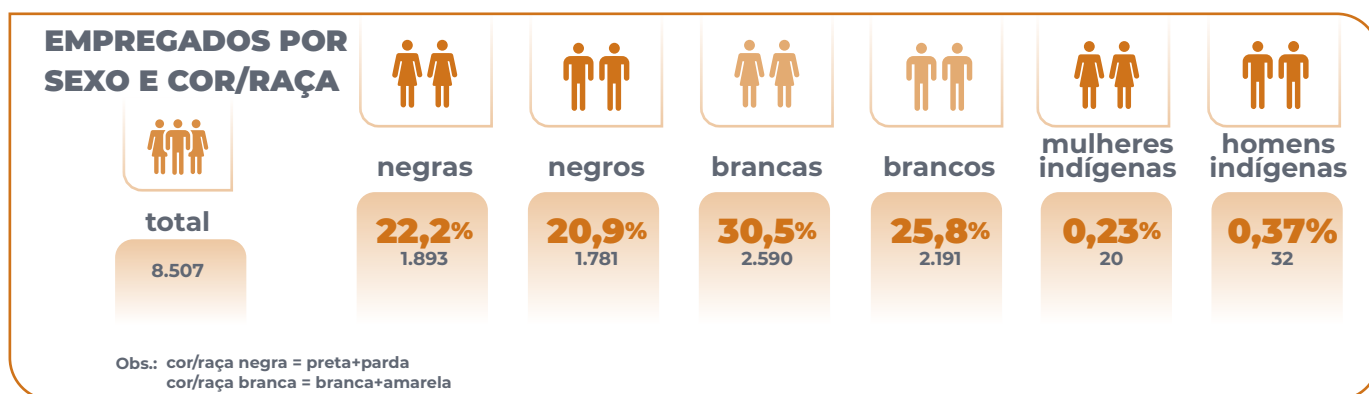 EMPREGADOS POR
SEXO E COR/RAÇA
total
8.507
negras
22,2%
1.893
negros
20,9%
1.781
brancas
30,5%
2.590
brancos
25,8%
2.191
mulheres
indígenas
0,23%
20
homens
indígenas
0,37%
32
Obs.: cor/raça negra = preta+parda
cor/raça branca = branca+amarela